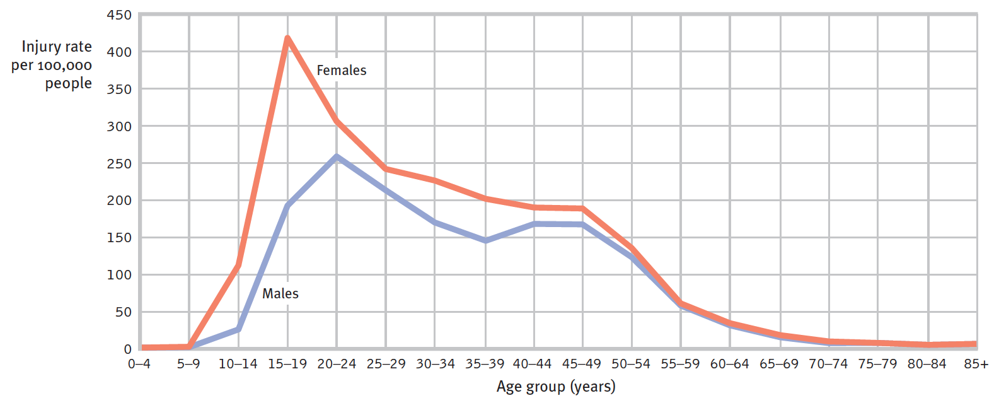 Injury rate
per 100,000
people
450
400
350
300
250
200
150
100
50
0
Females
Males
0–4 5–9 10–14 15–19 20–24 25–29 30–34 35–39 40–44 45–49 50–54 55–59 60–64 65–69 70–74 75–79 80–84 85+
Age group (years)